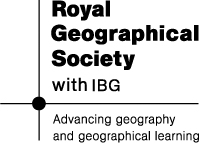 Royal
Geographical
Society
with IBG
Advancing geography
and geographical learning